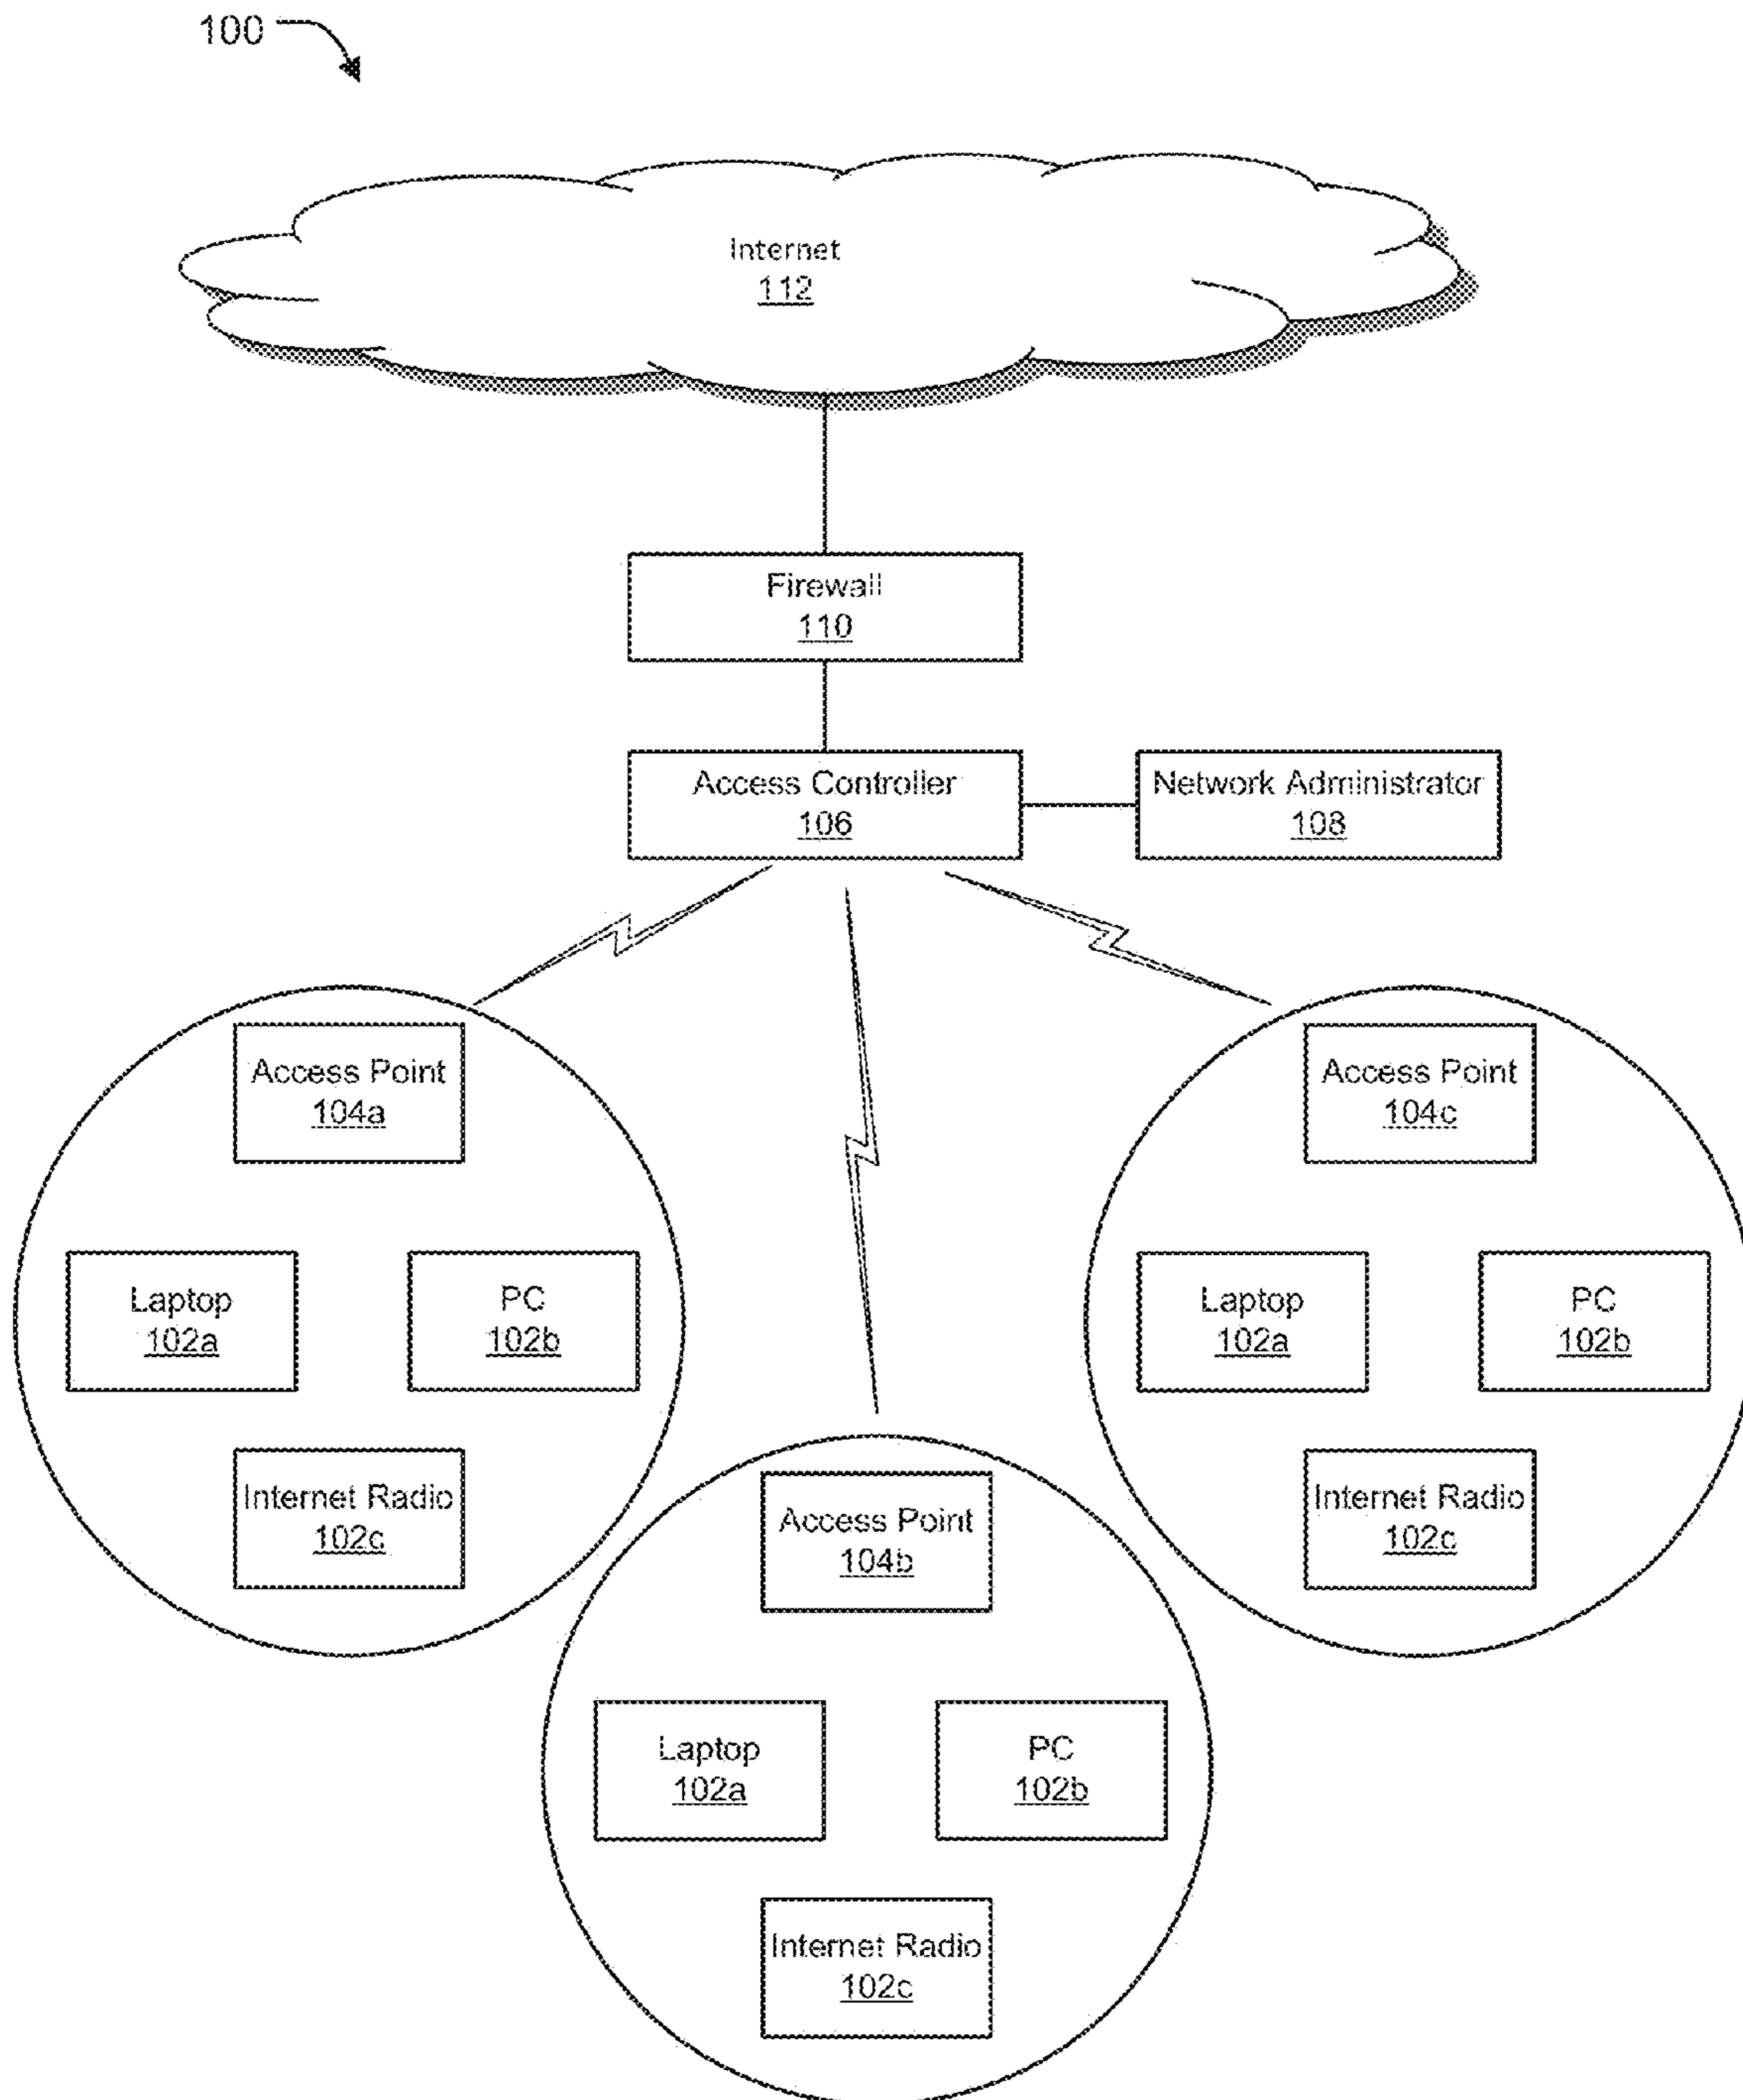 100
Internet
112
Firewall
110
Access Controller
106
Network Administrator
108
Access Point
104a
Laptop
102a
PC
102b
Internet Radio
102c
Access Point
104c
Laptop
102a
PC
102b
Internet Radio
102c
Access Point
104b
Laptop
102a
PC
102b
Internet Radio
102c